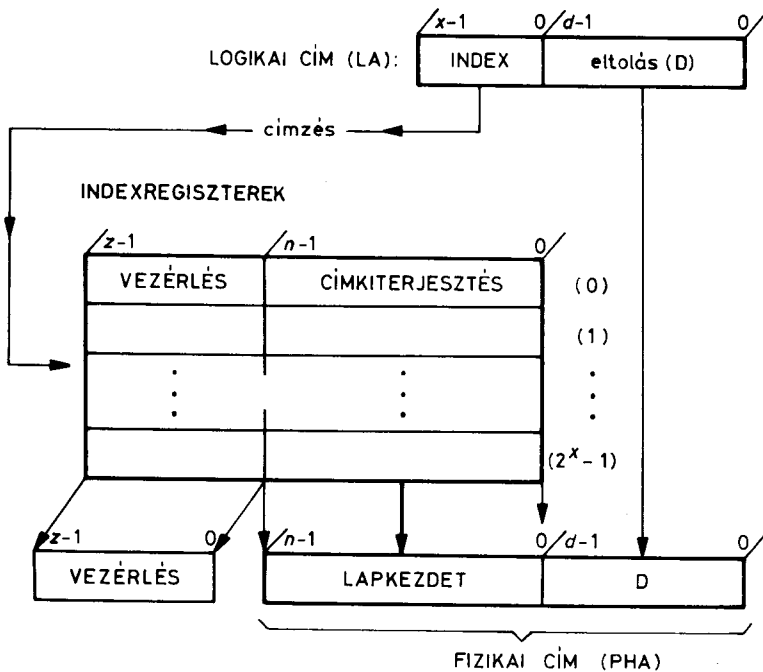 x-1 0 d-1 0
LOGIKAI CÍM (LA): INDEX eltolás (D)
címzés
INDEXREGISZTEREK
z-1 n-1 0
VEZÉRLÉS CÍMKITERJESZTÉS (0)
(1)
(2^x-1)
z-1 0 n-1 0 d-1 0
VEZÉRLÉS LAPKEZDET D
FIZIKAI CÍM (PHA)